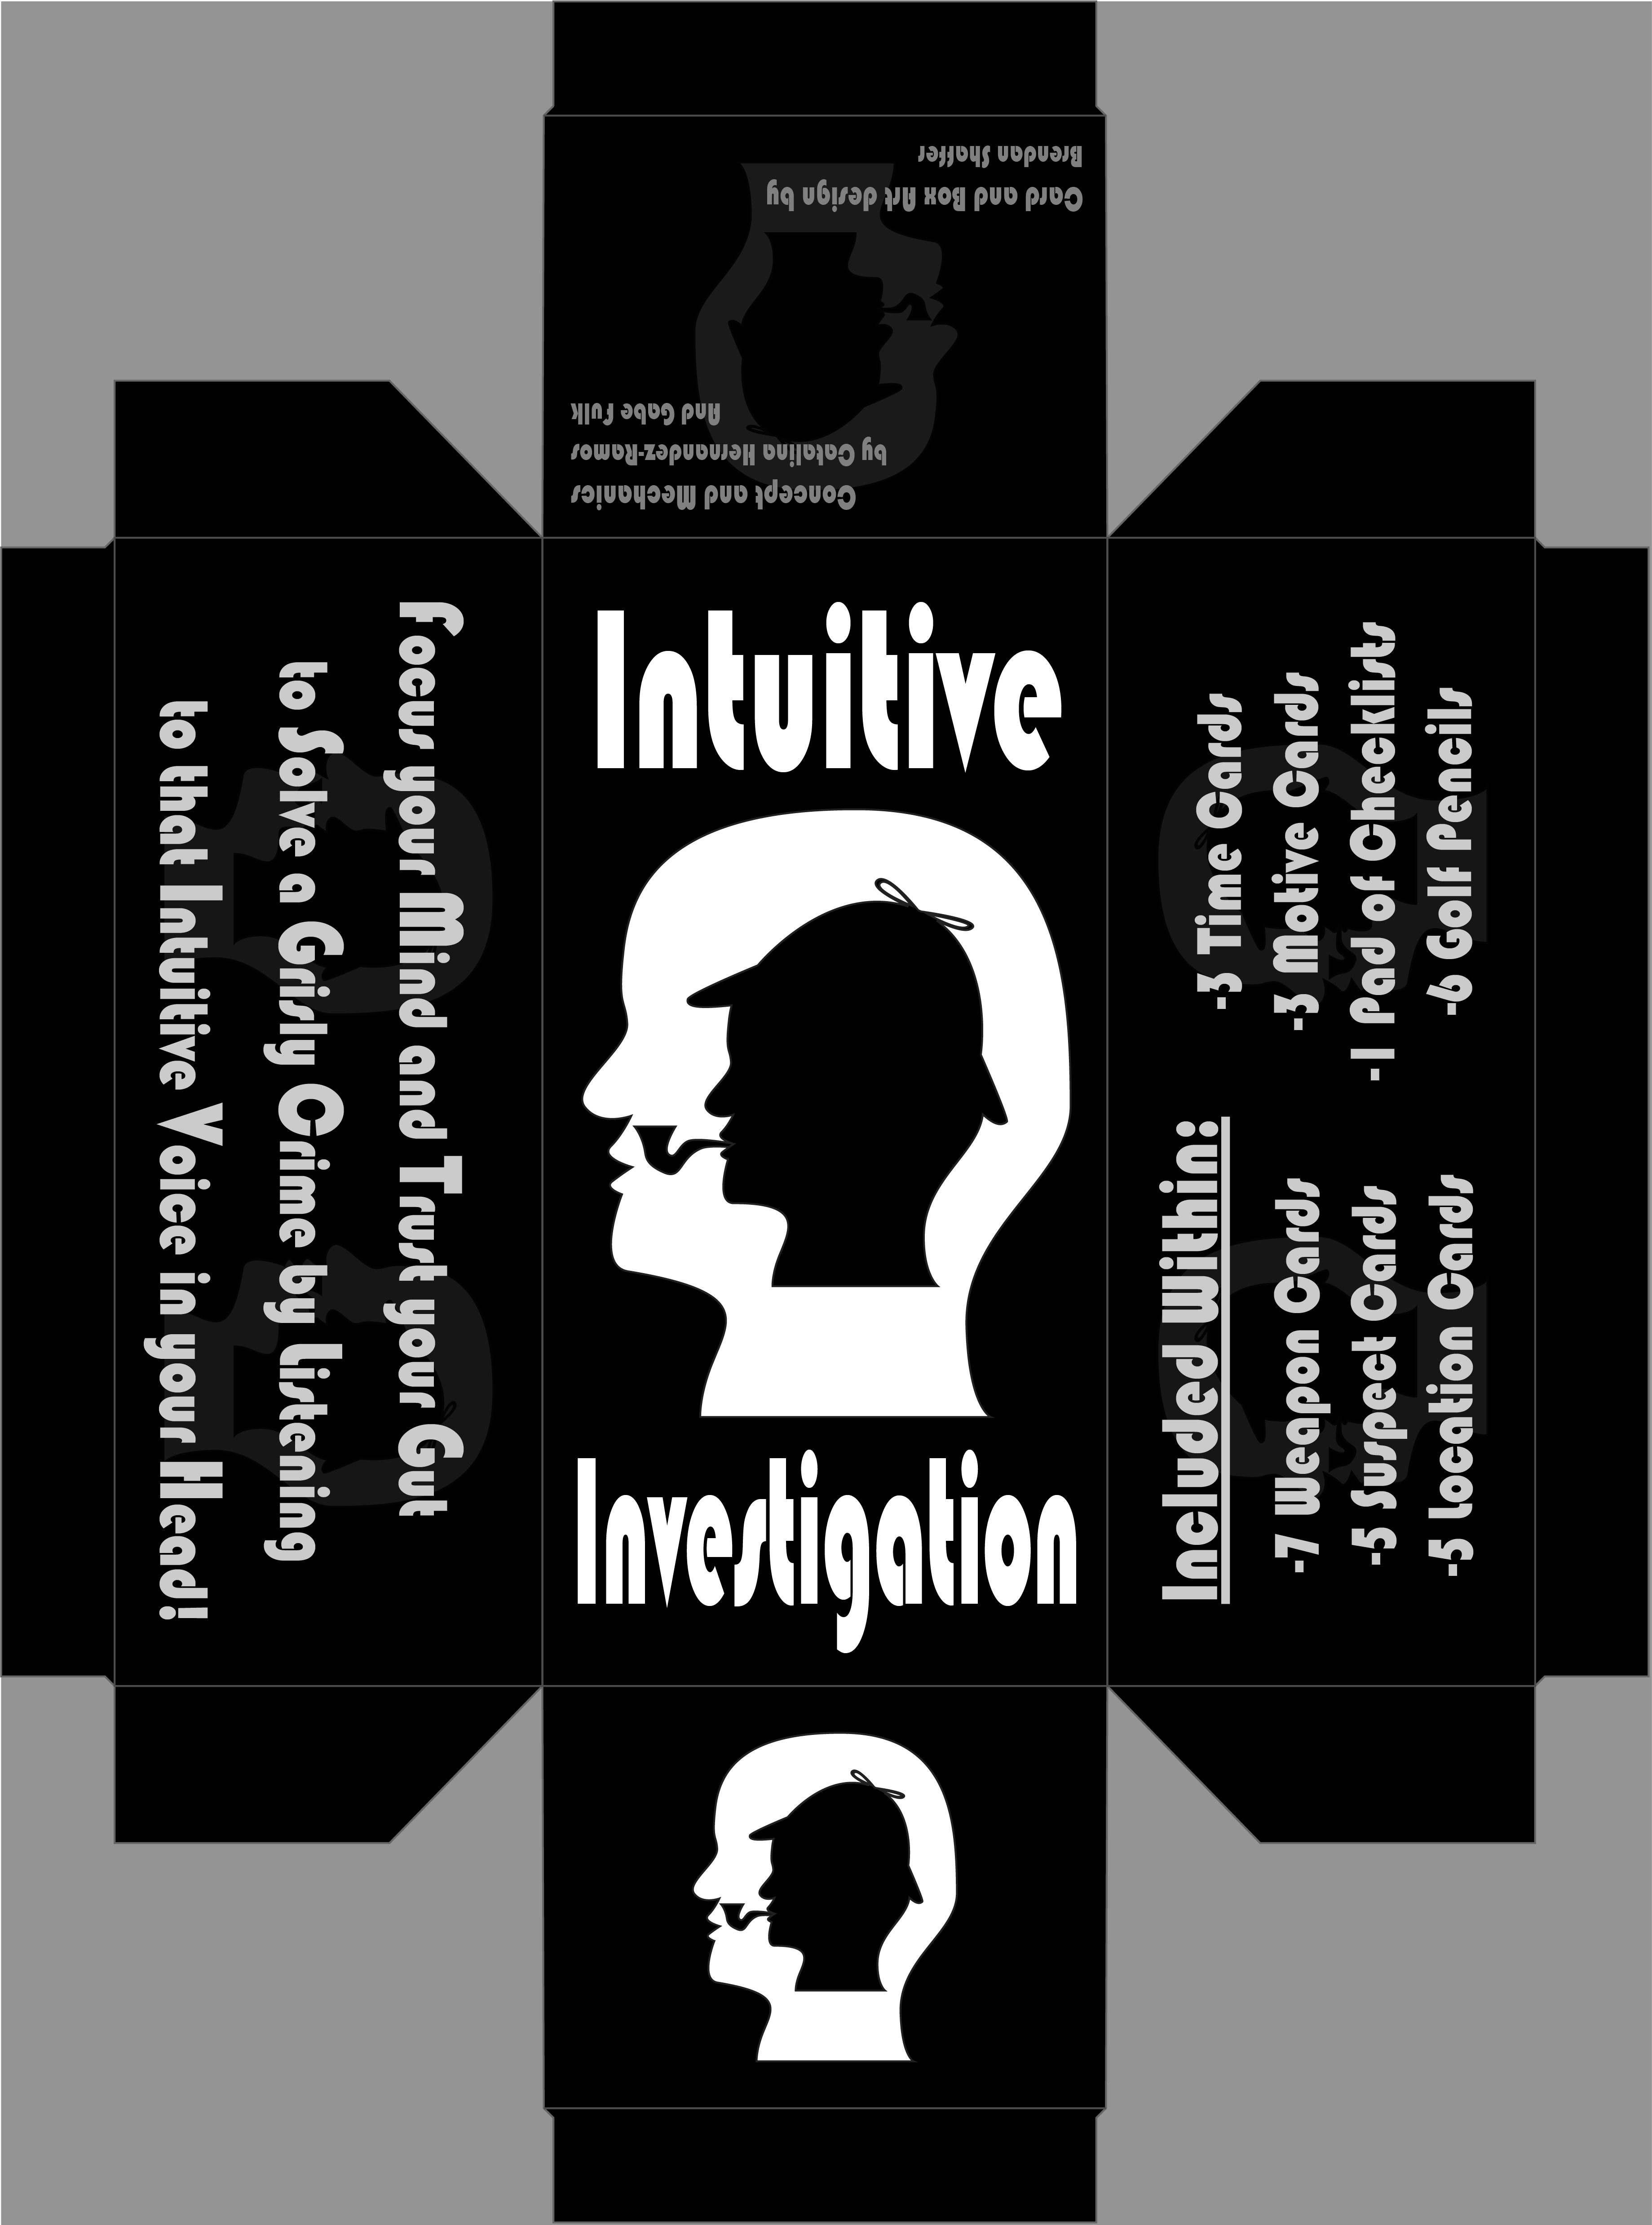 Intuitive
Investigation
Concept and Mechanics
by Catalina Hernandez-Ramos
And Gabe Fulk
Card and Box Art design by
Brendan Shaffer
Focus your Mind and Trust your Gut
to Solve a Grisly Crime by Listening
to that Intuitive Voice in your Head!
Included Within:
-7 Weapon Cards
-5 Suspect Cards
-5 Location Cards
-3 Time Cards
-3 Motive Cards
-1 Pad of Checklists
-6 Golf Pencils